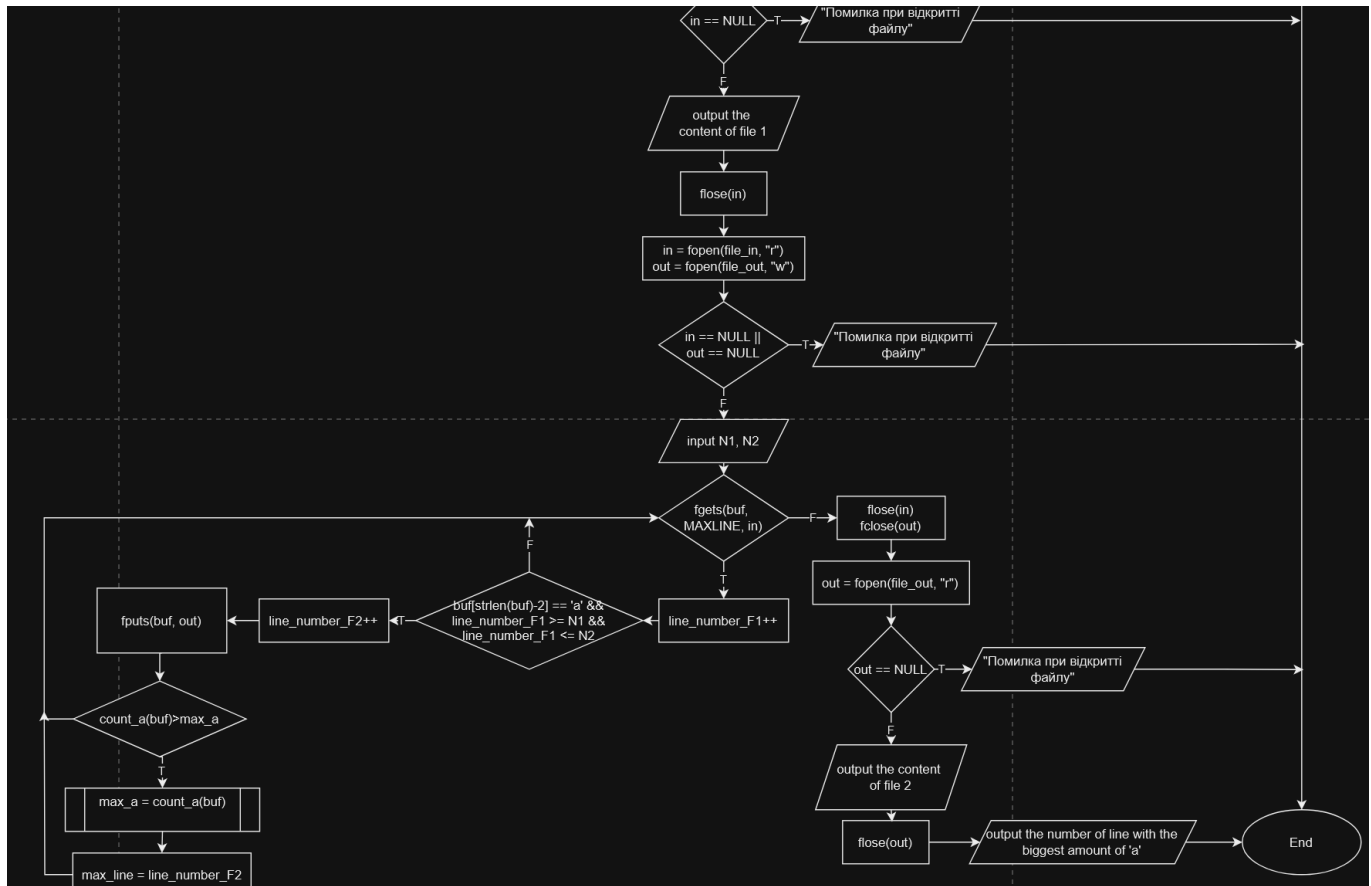 in == NULL
T
"Помилка при відкритті
файлу"
F
output the
content of file 1
flose(in)
in = fopen(file_in, "r")
out = fopen(file_out, "w")
in == NULL ||
out == NULL
T
"Помилка при відкритті
файлу"
F
input N1, N2
fgets(buf,
MAXLINE, in)
F
flose(in)
fclose(out)
T
out = fopen(file_out, "r")
line_number_F1++
buf[strlen(buf)-2] == 'a' &&
line_number_F1 >= N1 &&
line_number_F1 <= N2
F
T
line_number_F2++
fputs(buf, out)
count_a(buf)>max_a
T
max_a = count_a(buf)
max_line = line_number_F2
out == NULL
T
"Помилка при відкритті
файлу"
F
output the content
of file 2
flose(out)
output the number of line with the
biggest amount of 'a'
End